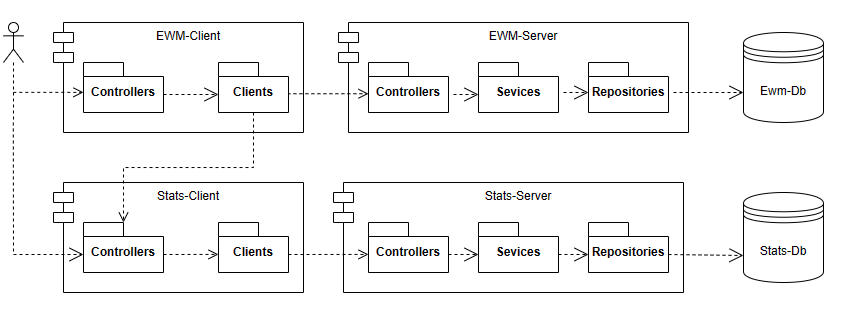 EWM-Client
EWM-Server
Controllers
Clients
Controllers
Sevices
Repositories
Ewm-Db
Stats-Client
Stats-Server
Controllers
Clients
Controllers
Sevices
Repositories
Stats-Db